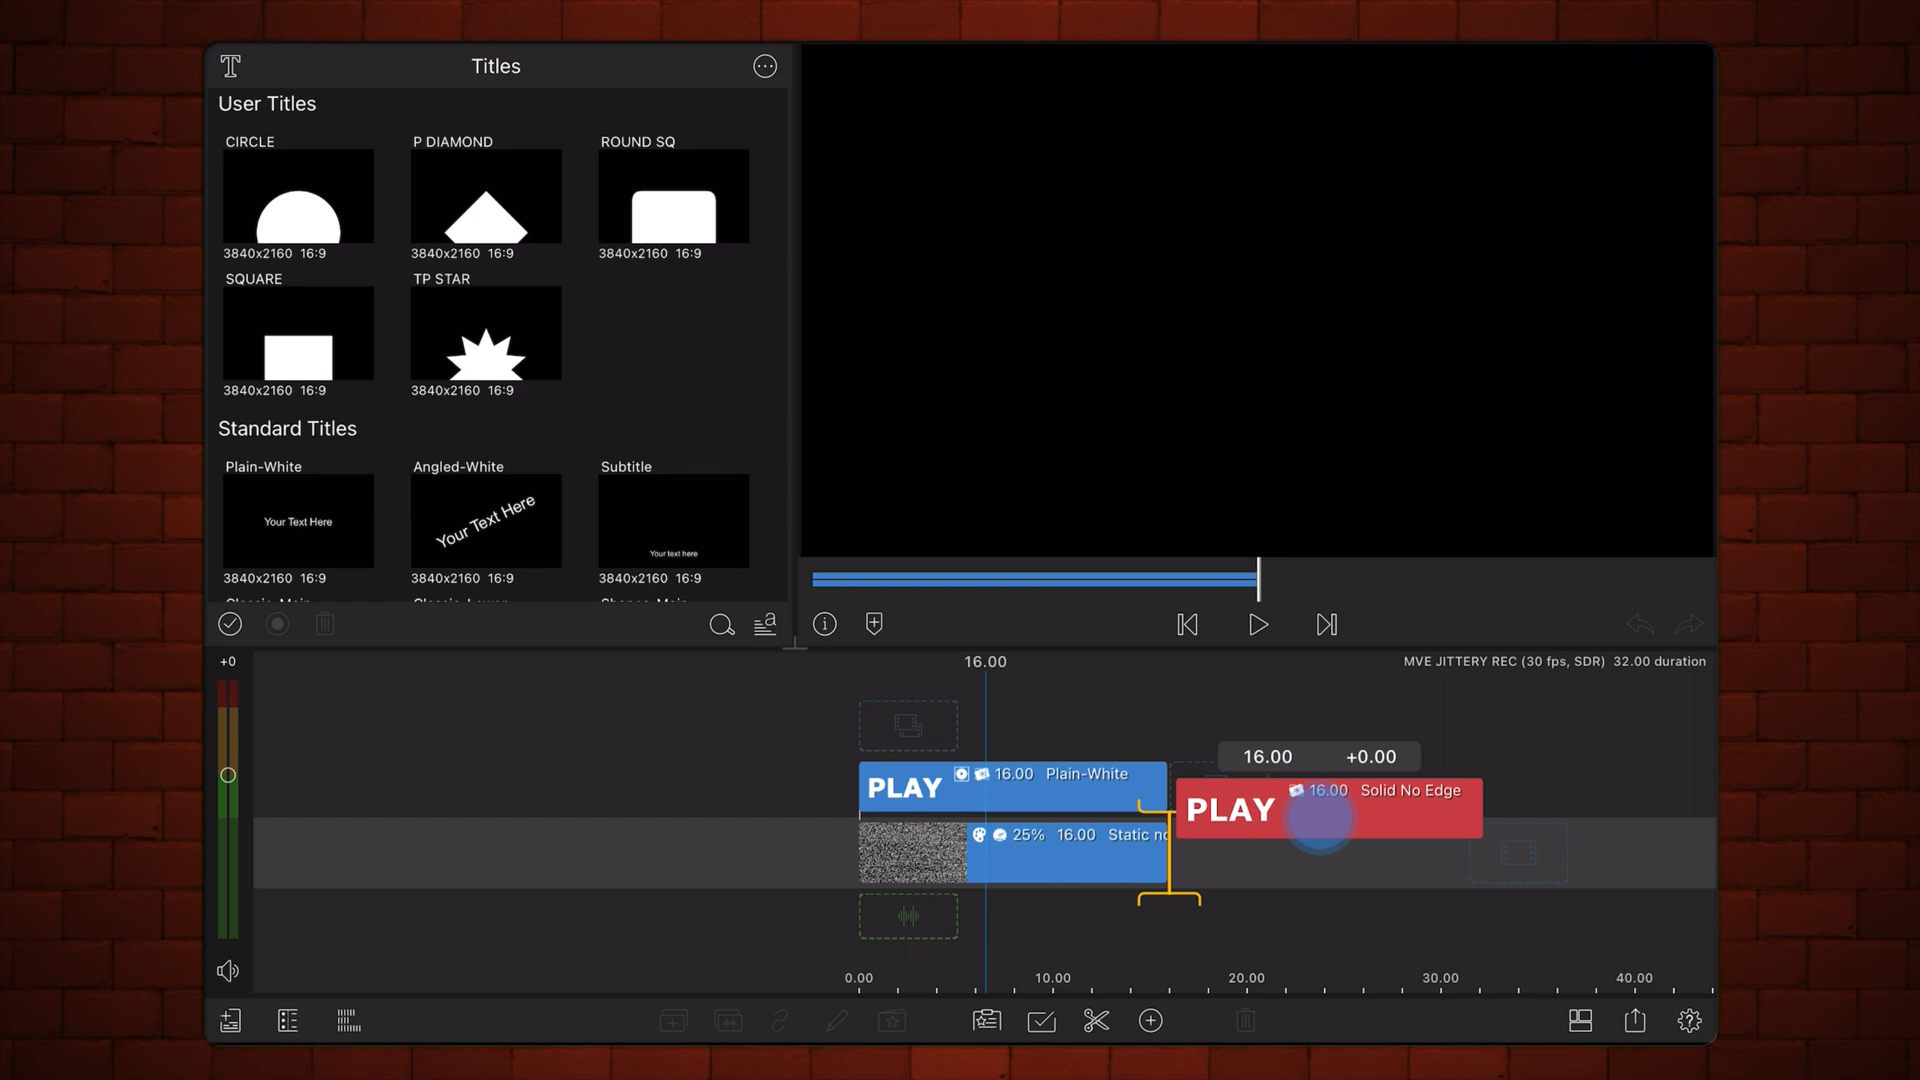 Titles
User Titles
CIRCLE
P DIAMOND
ROUND SQ
3840x2160 16:9
3840x2160 16:9
3840x2160 16:9
SQUARE
TP STAR
3840x2160 16:9
3840x2160 16:9
Standard Titles
Plain-White
Angled-White
Subtitle
Your Text Here
Your Text Here
Your text here
3840x2160 16:9
3840x2160 16:9
3840x2160 16:9
+0
16.00
MVE JITTERY REC (30 fps, SDR) 32.00 duration
16.00 +0.00
PLAY 16.00 Plain-White
PLAY 16.00 Solid No Edge
25% 16.00 Static
0.00
10.00
20.00
30.00
40.00